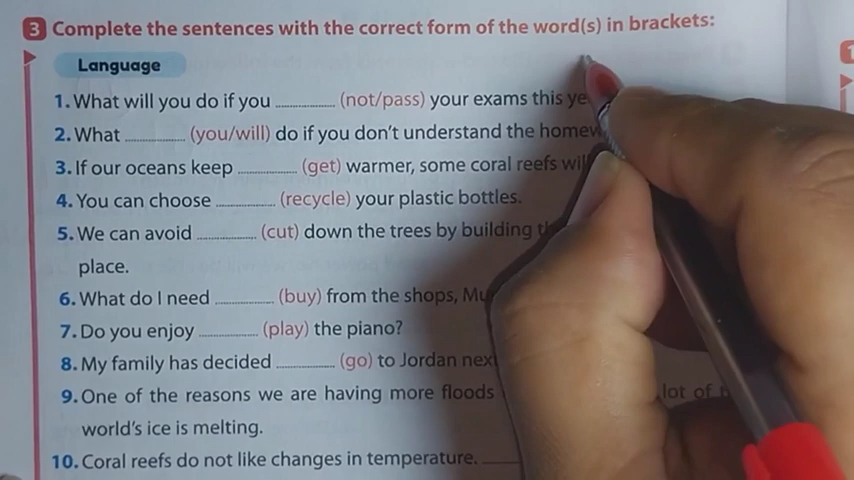 3 Complete the sentences with the correct form of the word(s) in brackets:
Language
1. What will you do if you ............ (not/pass) your exams this
2. What ............ (you/will) do if you don't understand the
3. If our oceans keep ............ (get) warmer, some coral reefs
4. You can choose ............ (recycle) your plastic bottles.
5. We can avoid ............ (cut) down the trees by building
place.
6. What do I need ............ (buy) from the shops,
7. Do you enjoy ............ (play) the piano?
8. My family has decided ............ (go) to Jordan
9. One of the reasons we are having more floods lot of
world's ice is melting.
10. Coral reefs do not like changes in temperature. ____
1